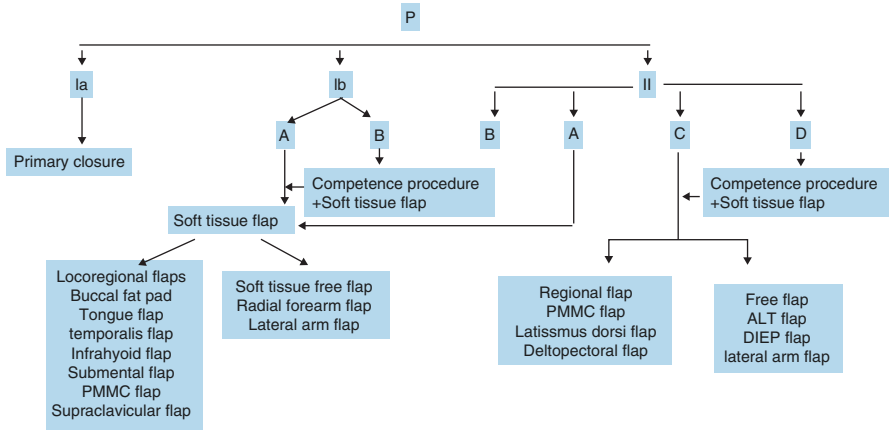 P
Ia
Ib
II
A
B
B
A
C
D
Primary closure
Competence procedure
+Soft tissue flap
Competence procedure
+Soft tissue flap
Soft tissue flap
Locoregional flaps
Buccal fat pad
Tongue flap
temporalis flap
Infrahyoid flap
Submental flap
PMMC flap
Supraclavicular flap
Soft tissue free flap
Radial forearm flap
Lateral arm flap
Regional flap
PMMC flap
Latissmus dorsi flap
Deltopectoral flap
Free flap
ALT flap
DIEP flap
lateral arm flap